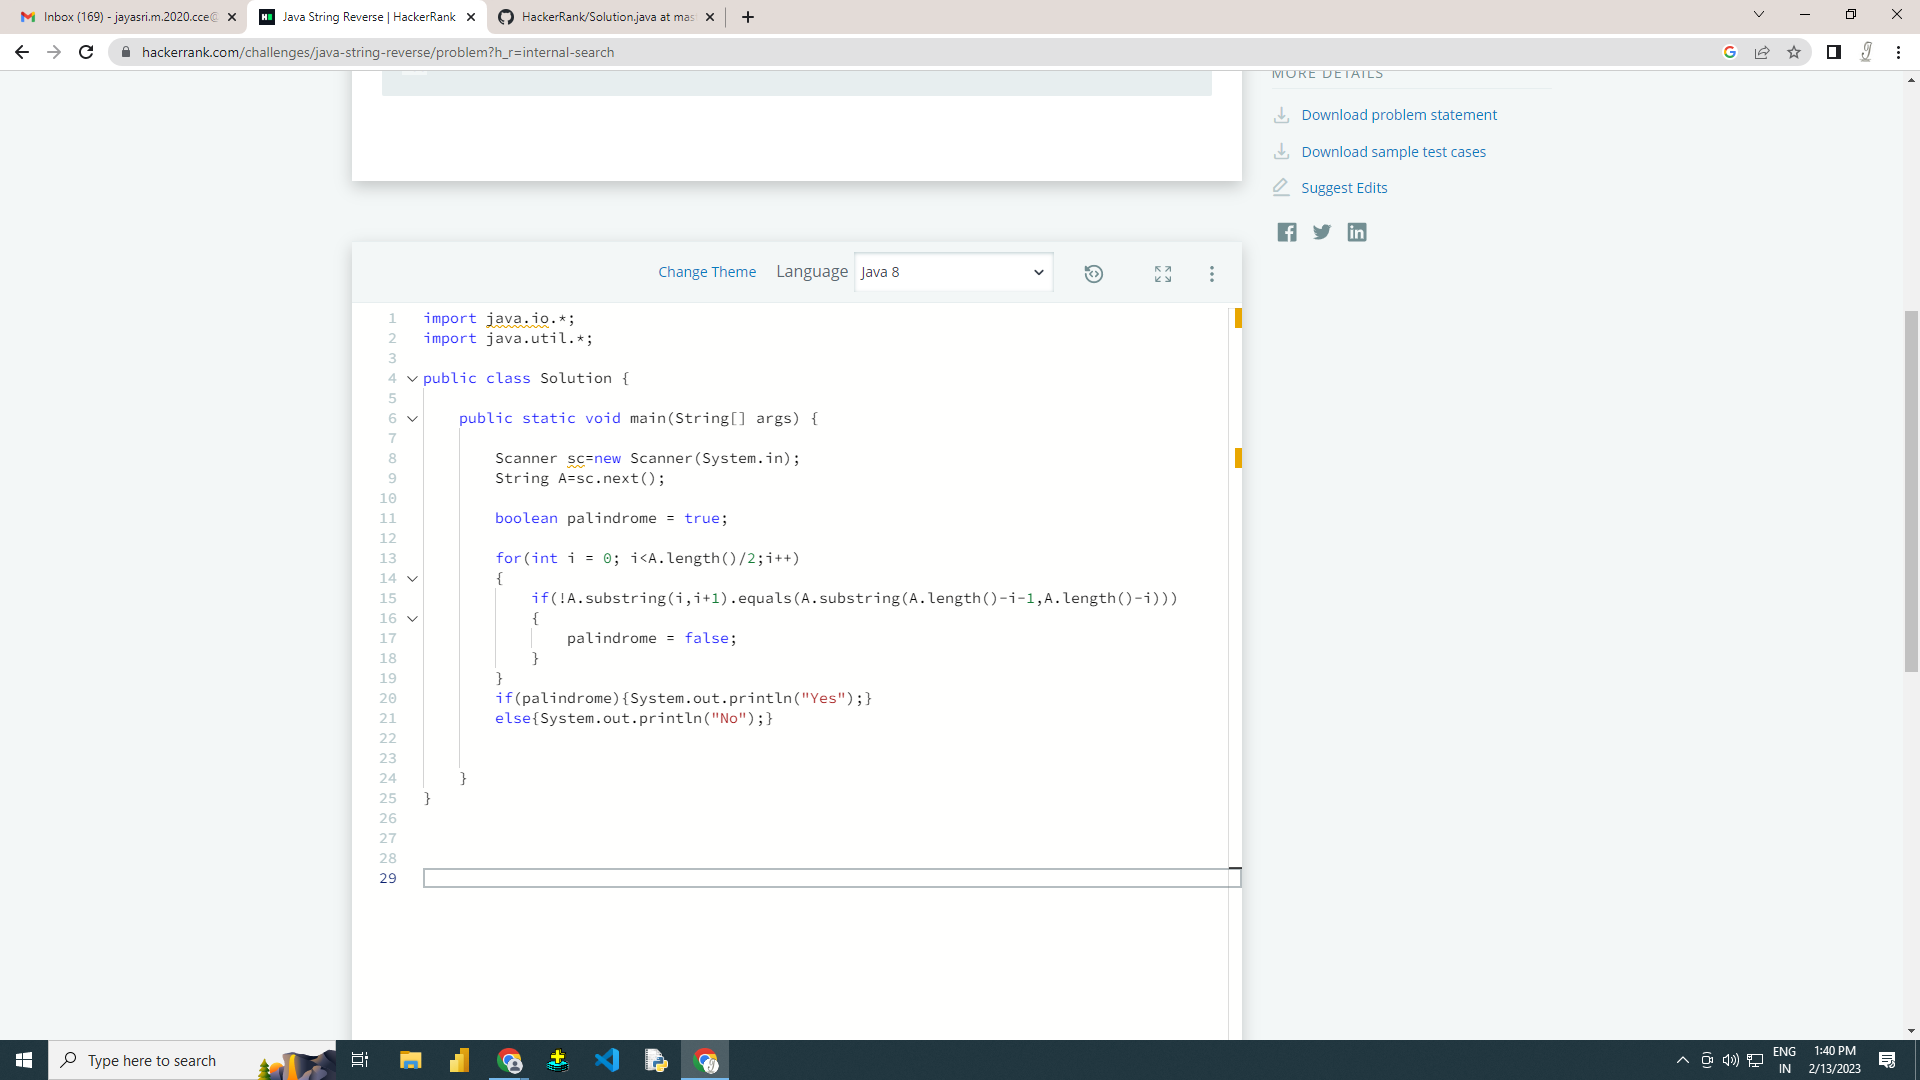 Inbox (169) - jayasri.m.2020.cce@
Java String Reverse | HackerRank
HackerRank/Solution.java at mas
hackerrank.com/challenges/java-string-reverse/problem?h_r=internal-search
MORE DETAILS
Download problem statement
Download sample test cases
Suggest Edits
Change Theme Language Java 8
1 import java.io.*;
2 import java.util.*;
3
4 public class Solution {
5
6     public static void main(String[] args) {
7
8         Scanner sc=new Scanner(System.in);
9         String A=sc.next();
10
11         boolean palindrome = true;
12
13         for(int i = 0; i<A.length()/2;i++)
14         {
15             if(!A.substring(i,i+1).equals(A.substring(A.length()-i-1,A.length()-i)))
16             {
17                 palindrome = false;
18             }
19         }
20         if(palindrome){System.out.println("Yes");}
21         else{System.out.println("No");}
22
23
24     }
25 }
26
27
28
29
Type here to search
ENG
IN
1:40 PM
2/13/2023